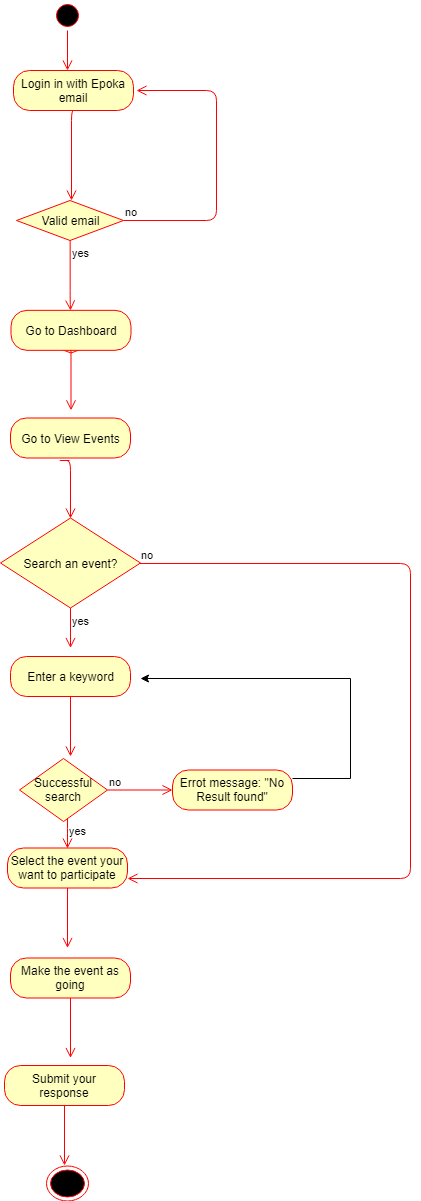 Login in with Epoka
email
Valid email
no
yes
Go to Dashboard
Go to View Events
Search an event?
no
yes
Enter a keyword
Successful
search
no
Errot message: "No
Result found"
yes
Select the event your
want to participate
Make the event as
going
Submit your
response